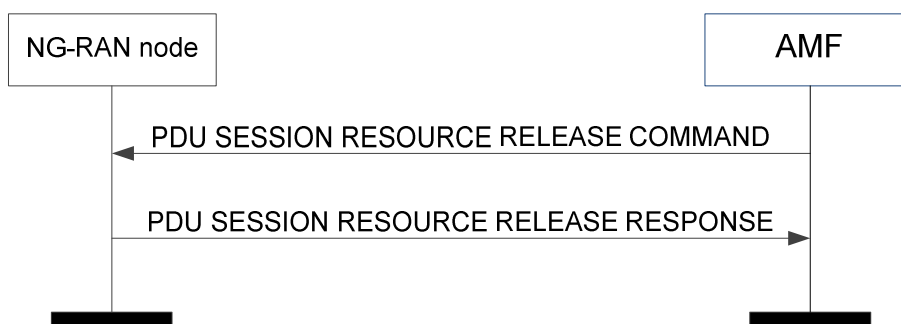 NG-RAN node
AMF
PDU SESSION RESOURCE RELEASE COMMAND
PDU SESSION RESOURCE RELEASE RESPONSE